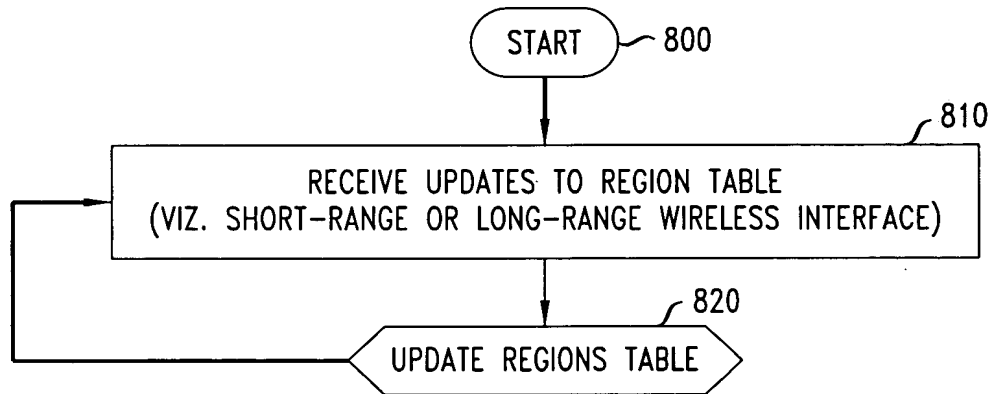 START
800
810
RECEIVE UPDATES TO REGION TABLE
(VIZ. SHORT-RANGE OR LONG-RANGE WIRELESS INTERFACE)
820
UPDATE REGIONS TABLE